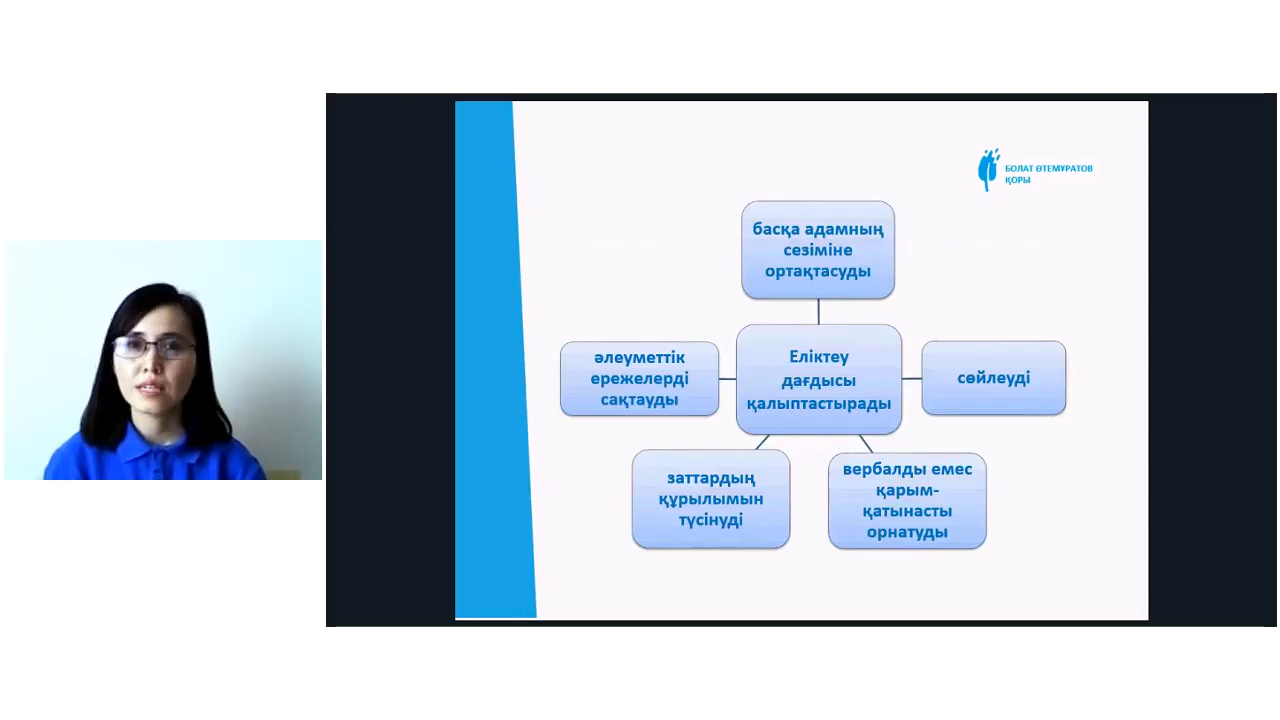 БОЛАТ ӨТЕМҰРАТОВ
ҚОРЫ
басқа адамның
сезіміне
ортақтасуды
әлеуметтік
ережелерді
сақтауды
Еліктеу
дағдысы
қалыптастырады
сөйлеуді
заттардың
құрылымын
түсінуді
вербалды емес
қарым-
қатынасты
орнатуды